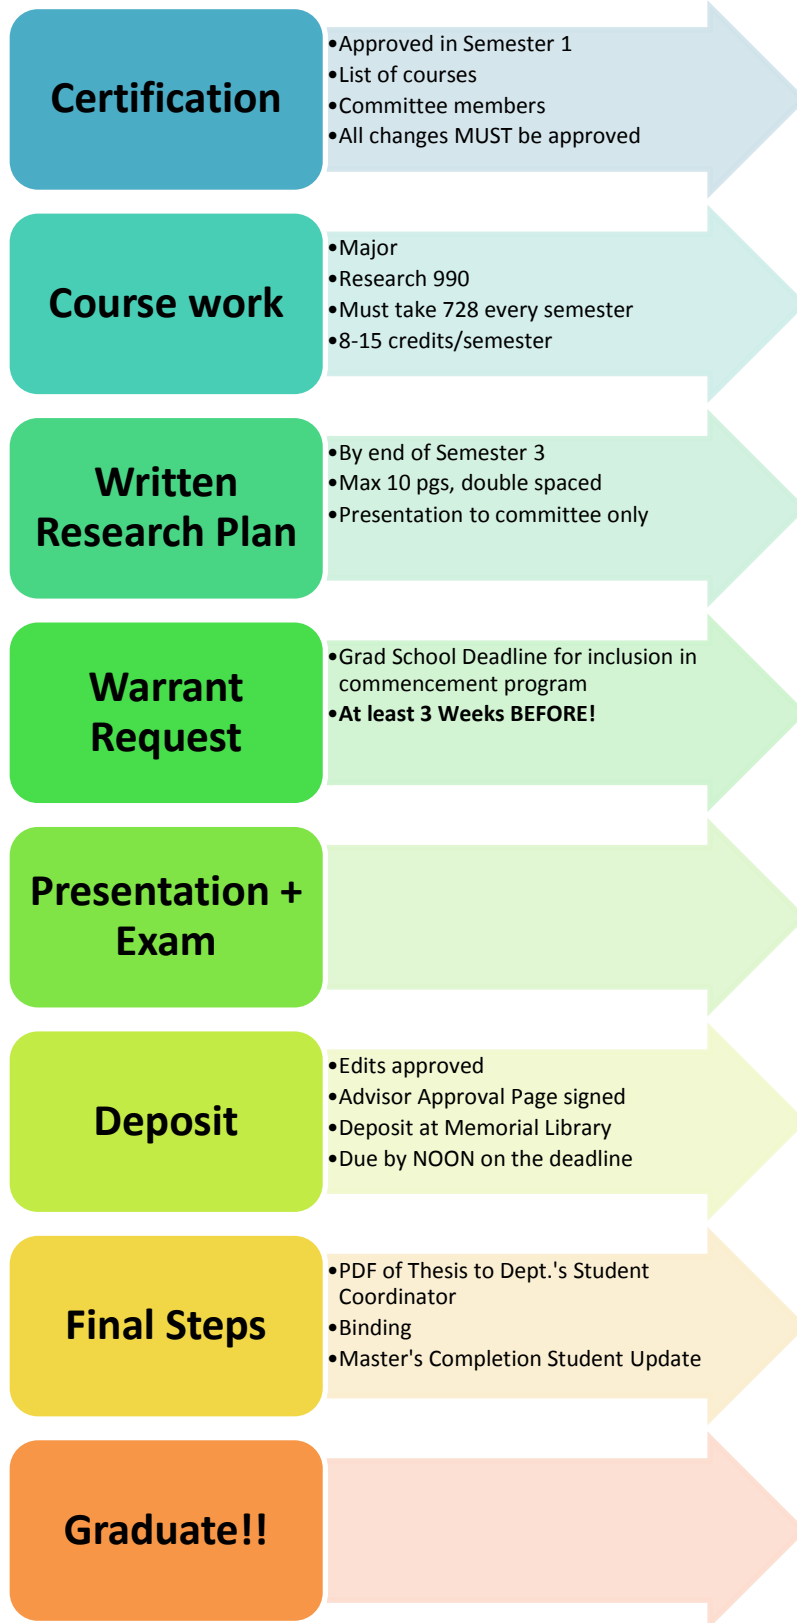 Certification
•Approved in Semester 1
•List of courses
•Committee members
•All changes MUST be approved
Course work
•Major
•Research 990
•Must take 728 every semester
•8-15 credits/semester
Written
Research Plan
•By end of Semester 3
•Max 10 pgs, double spaced
•Presentation to committee only
Warrant
Request
•Grad School Deadline for inclusion in
commencement program
•At least 3 Weeks BEFORE!
Presentation +
Exam
Deposit
•Edits approved
•Advisor Approval Page signed
•Deposit at Memorial Library
•Due by NOON on the deadline
Final Steps
•PDF of Thesis to Dept.'s Student
Coordinator
•Binding
•Master's Completion Student Update
Graduate!!